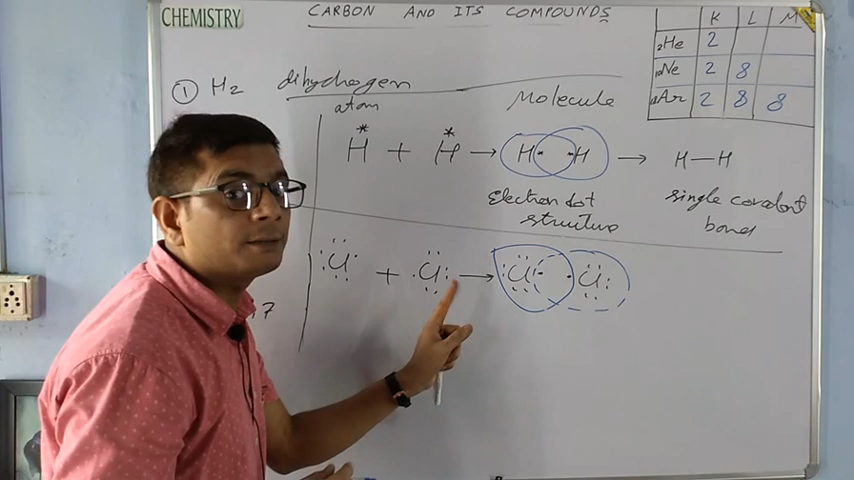 CHEMISTRY
CARBON AND ITS COMPOUNDS
K L M
2He 2
10Ne 2 8
18Ar 2 8 8
① H2 dihydrogen
atom Molecule
H + H → H H → H—H
Electron dot
structure
single covalent
bond
Cl + Cl → Cl Cl
7